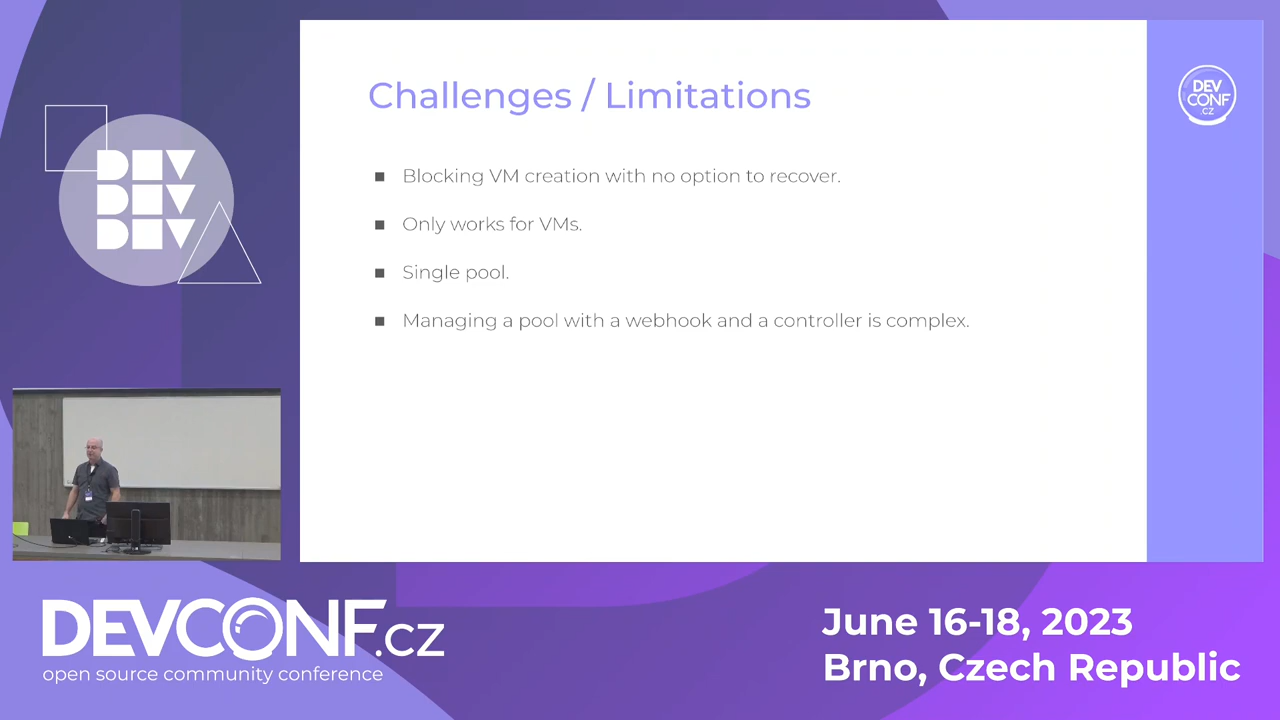 Challenges / Limitations
DEV
CONF
.CZ
■ Blocking VM creation with no option to recover.
■ Only works for VMs.
■ Single pool.
■ Managing a pool with a webhook and a controller is complex.
DEV
DEV
DEV
DEVCONF.cz
open source community conference
June 16-18, 2023
Brno, Czech Republic